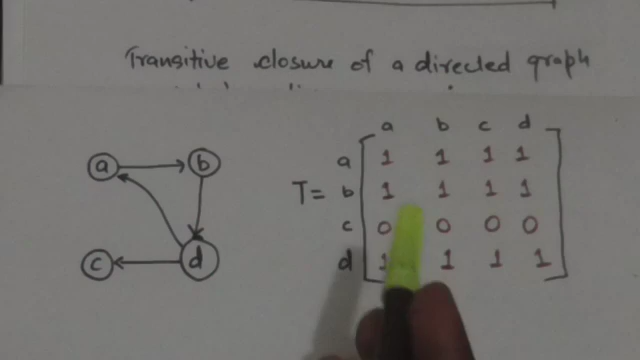 Transitive closure of a directed graph
a b c d
a 1 1 1 1
T= b 1 1 1 1
c 0 0 0 0
d 1 1 1 1
a b
c d